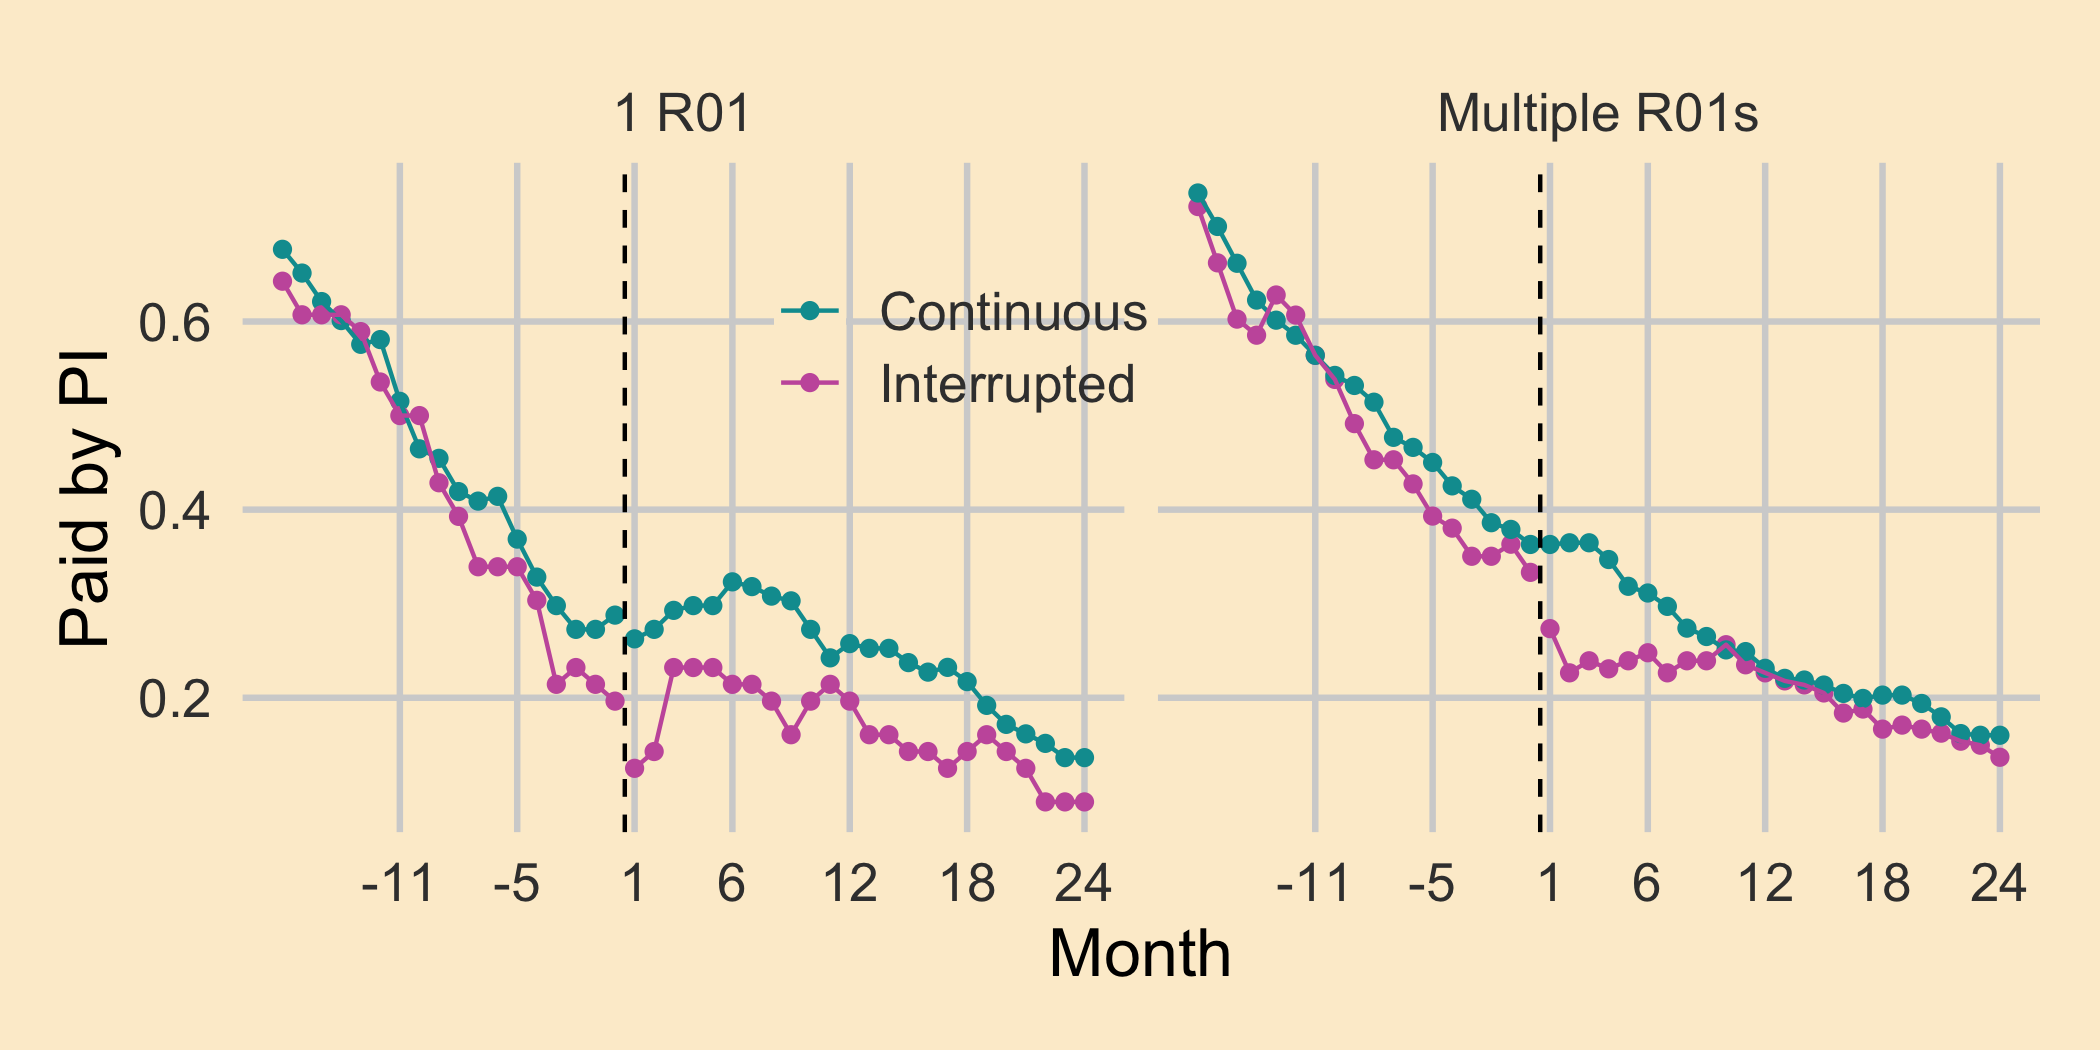 1 R01
Multiple R01s
Continuous
Interrupted
0.6
0.4
0.2
Paid by PI
-11 -5 1 6 12 18 24
-11 -5 1 6 12 18 24
Month